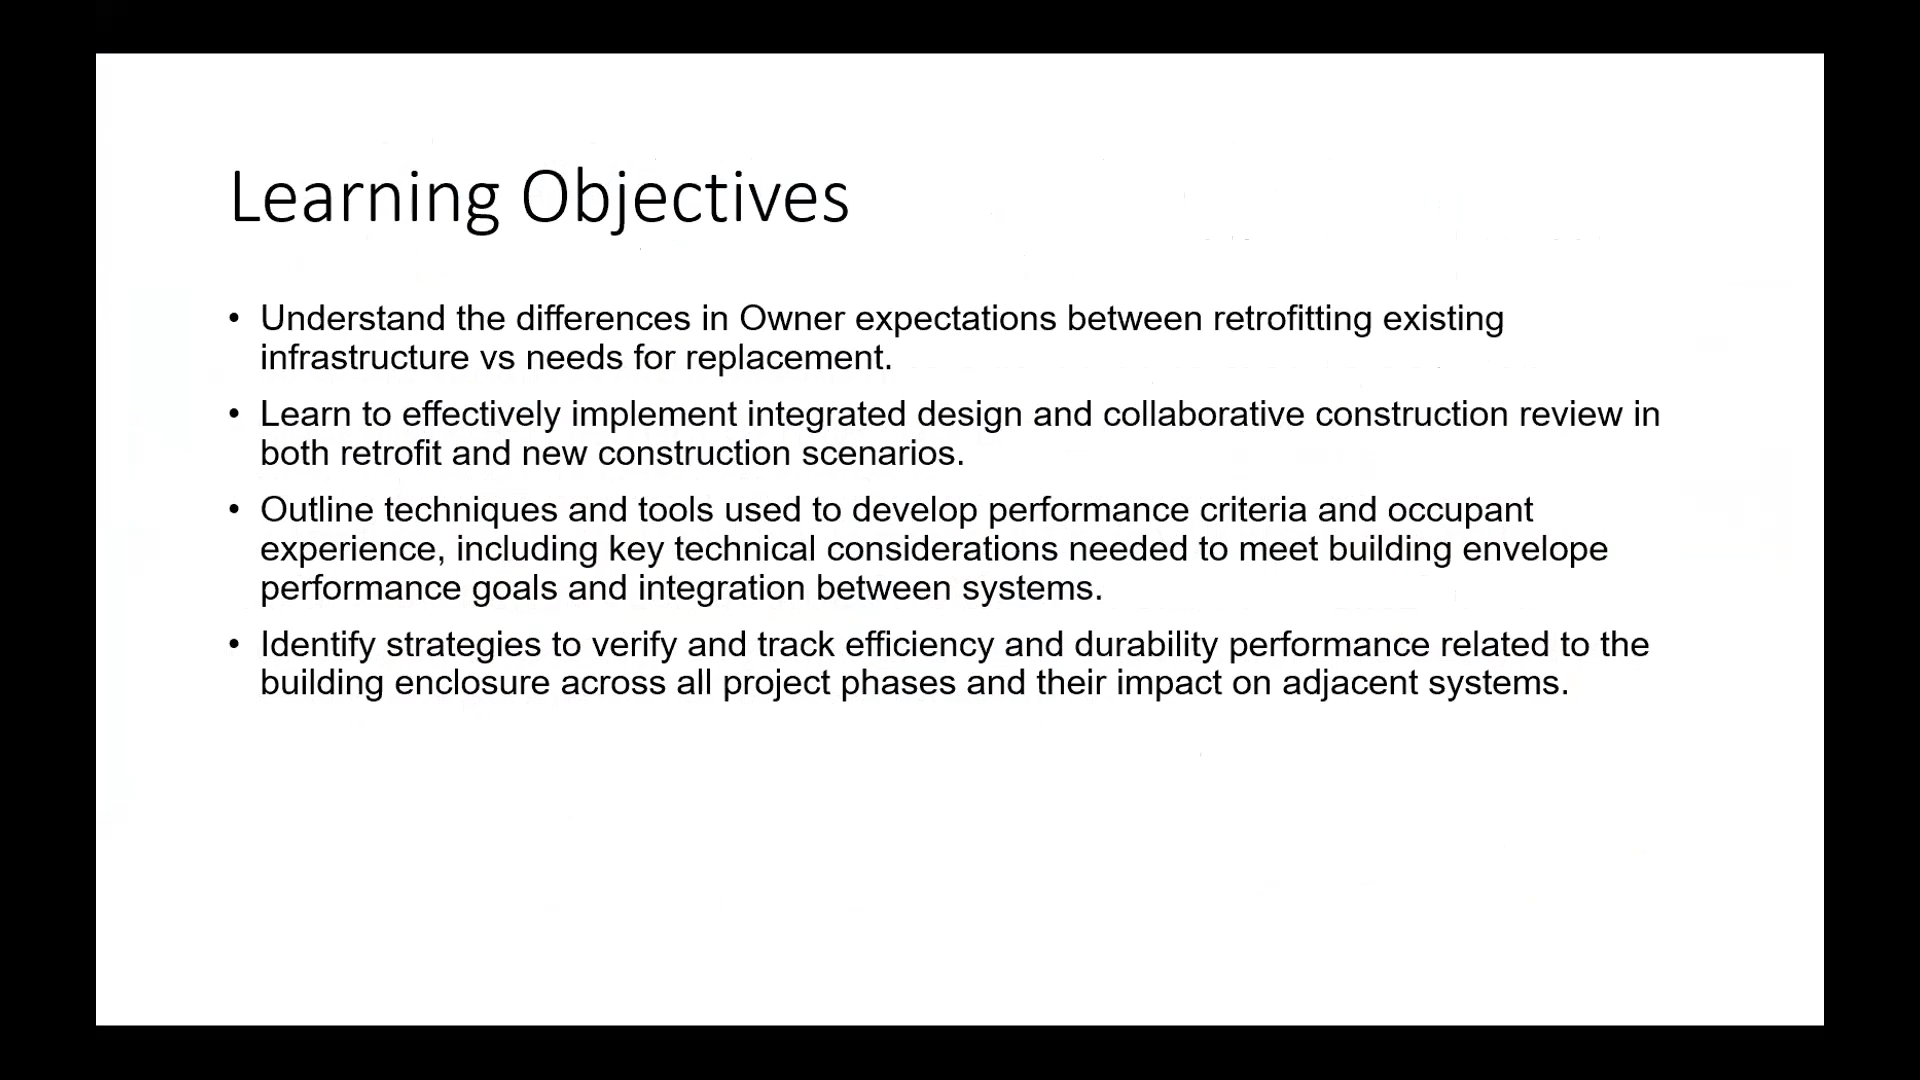 Learning Objectives
• Understand the differences in Owner expectations between retrofitting existing
infrastructure vs needs for replacement.
• Learn to effectively implement integrated design and collaborative construction review in
both retrofit and new construction scenarios.
• Outline techniques and tools used to develop performance criteria and occupant
experience, including key technical considerations needed to meet building envelope
performance goals and integration between systems.
• Identify strategies to verify and track efficiency and durability performance related to the
building enclosure across all project phases and their impact on adjacent systems.